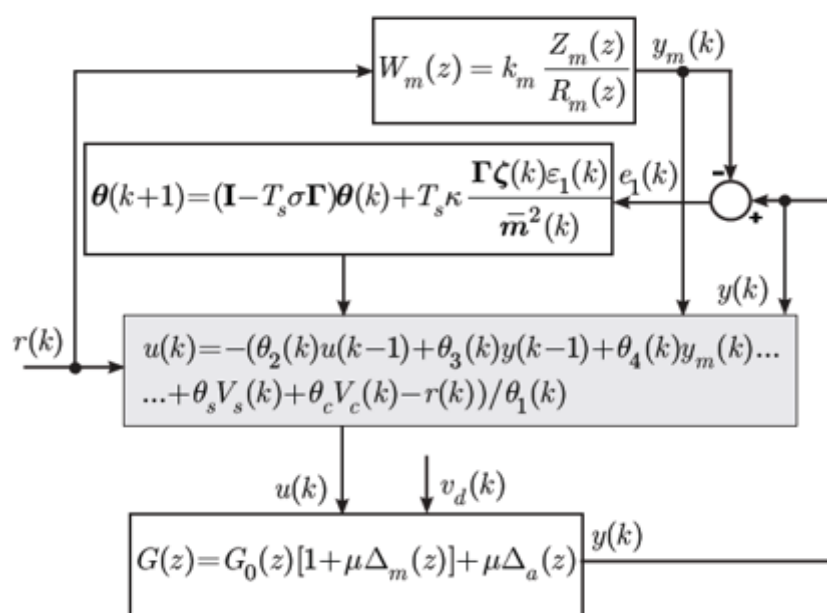 W_m(z) = k_m Z_m(z)/R_m(z)
y_m(k)
θ(k+1)=(I−T_sσΓ)θ(k)+T_sκ Γζ(k)ε_1(k)/m̄²(k)
e_1(k)
-
+
y(k)
r(k)
u(k)=−(θ_2(k)u(k−1)+θ_3(k)y(k−1)+θ_4(k)y_m(k)...
...+θ_sV_s(k)+θ_cV_c(k)−r(k))/θ_1(k)
u(k)
v_d(k)
G(z)=G_0(z)[1+μΔ_m(z)]+μΔ_a(z)
y(k)